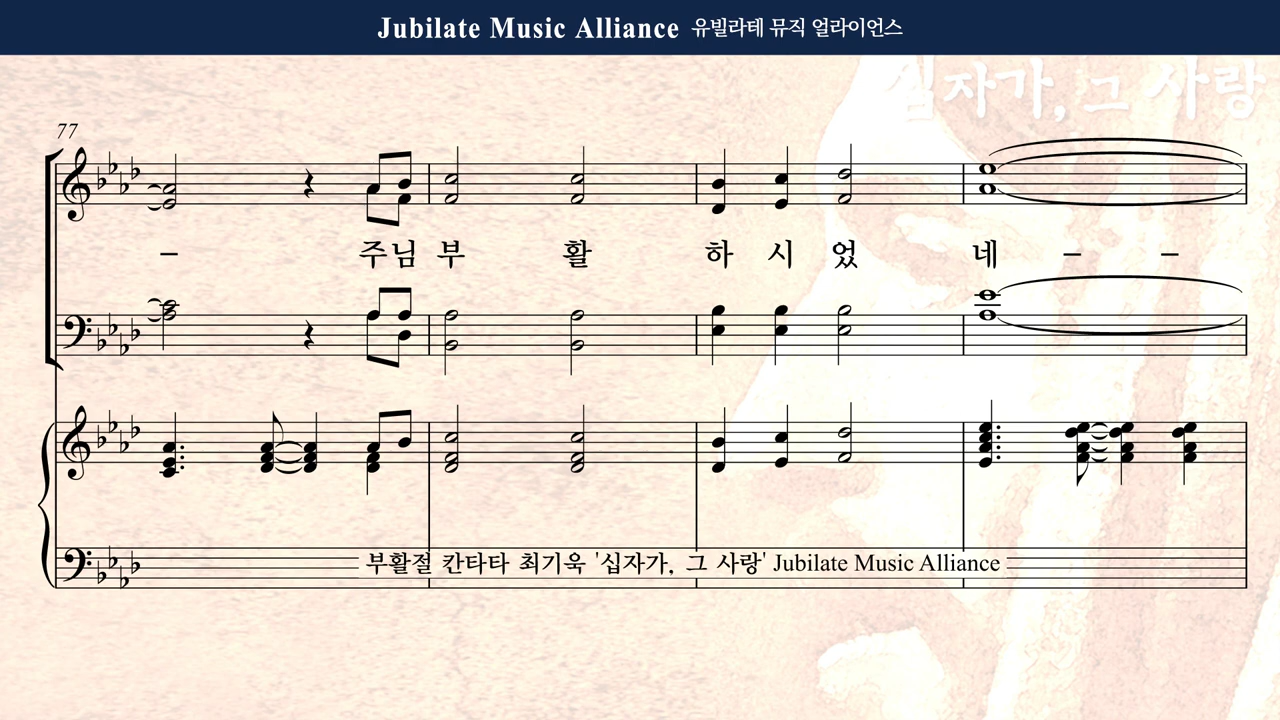 Jubilate Music Alliance 유빌라테 뮤직 얼라이언스
십자가, 그 사랑
77
– 주님 부 활 하 시 었 네 – –
부활절 칸타타 최기욱 '십자가, 그 사랑' Jubilate Music Alliance